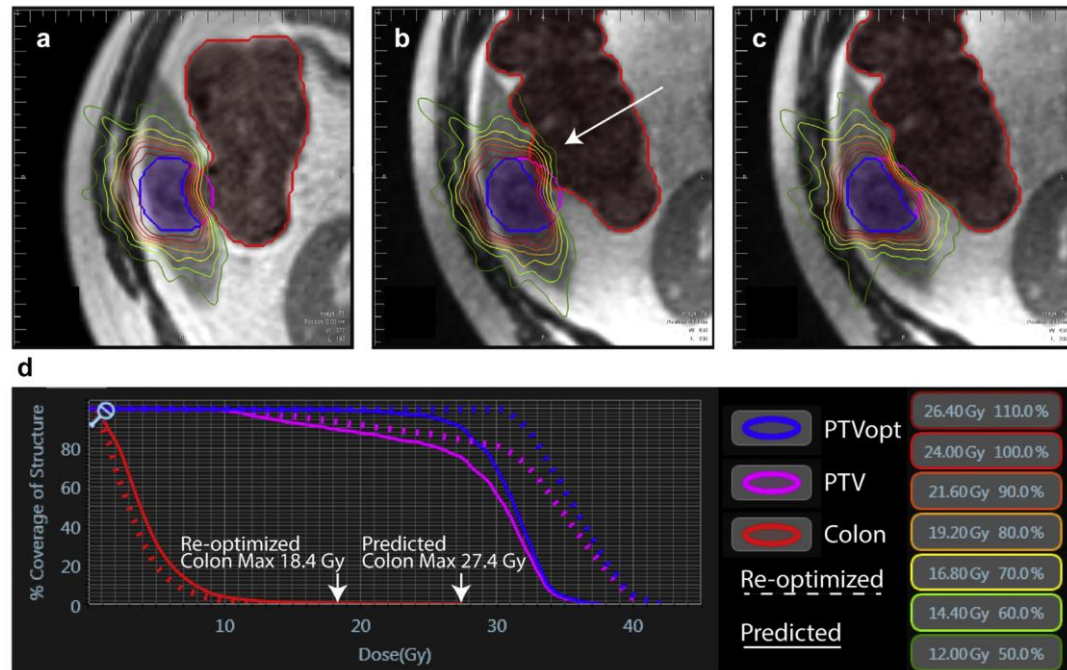 a
b
c
d
% Coverage of Structure
80
60
40
20
0
10
20
30
40
Dose(Gy)
Re-optimized
Colon Max 18.4 Gy
Predicted
Colon Max 27.4 Gy
PTVopt
PTV
Colon
Re-optimized
Predicted
26.40 Gy 110.0 %
24.00 Gy 100.0 %
21.60 Gy 90.0 %
19.20 Gy 80.0 %
16.80 Gy 70.0 %
14.40 Gy 60.0 %
12.00 Gy 50.0 %